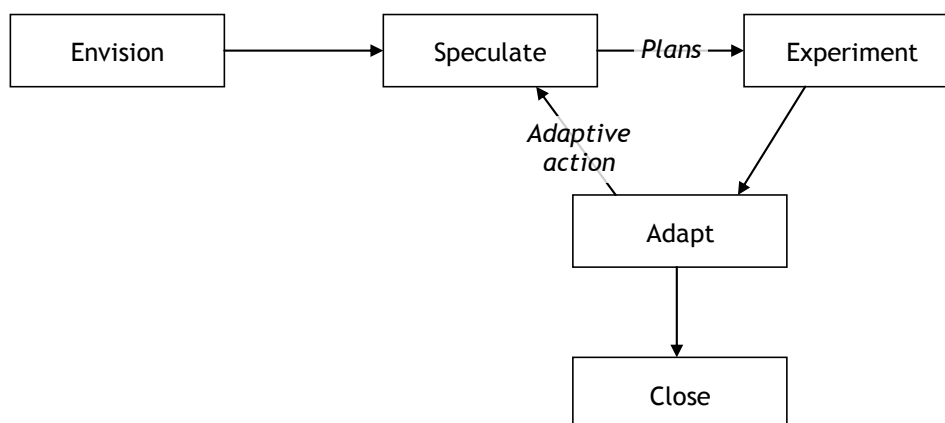 Envision
Speculate
Plans
Experiment
Adaptive
action
Adapt
Close